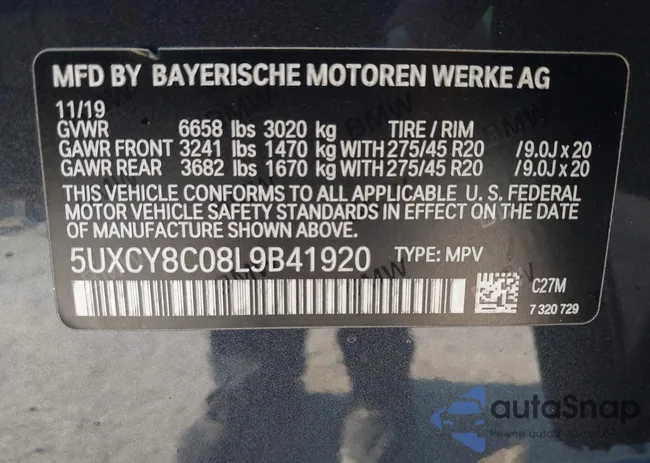 MFD BY BAYERISCHE MOTOREN WERKE AG
11/19
GVWR 6658 lbs 3020 kg TIRE / RIM
GAWR FRONT 3241 lbs 1470 kg WITH 275/45 R20 /9.0J x 20
GAWR REAR 3682 lbs 1670 kg WITH 275/45 R20 /9.0J x 20
THIS VEHICLE CONFORMS TO ALL APPLICABLE U. S. FEDERAL
MOTOR VEHICLE SAFETY STANDARDS IN EFFECT ON THE DATE
OF MANUFACTURE SHOWN ABOVE.
5UXCY8C08L9B41920 TYPE: MPV
C27M
7 320 729
autoSnap
Pewne auto z USA